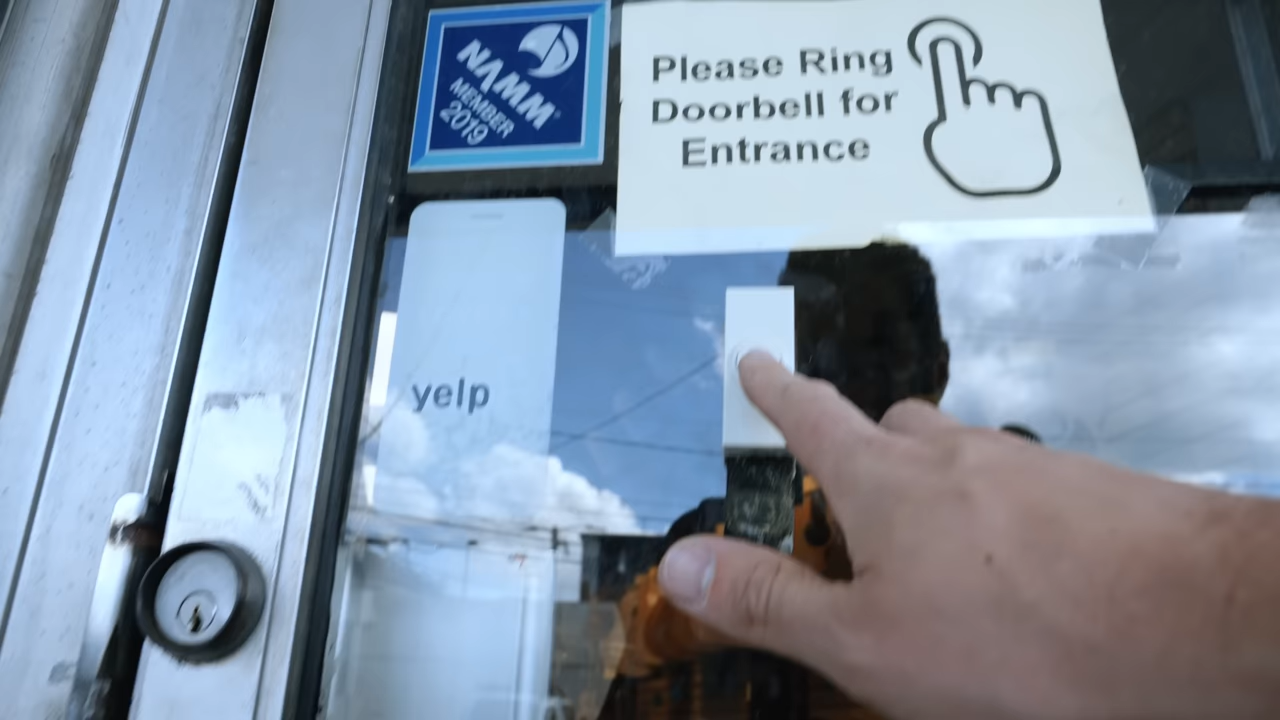 NAMM
MEMBER
2019
Please Ring
Doorbell for
Entrance
yelp